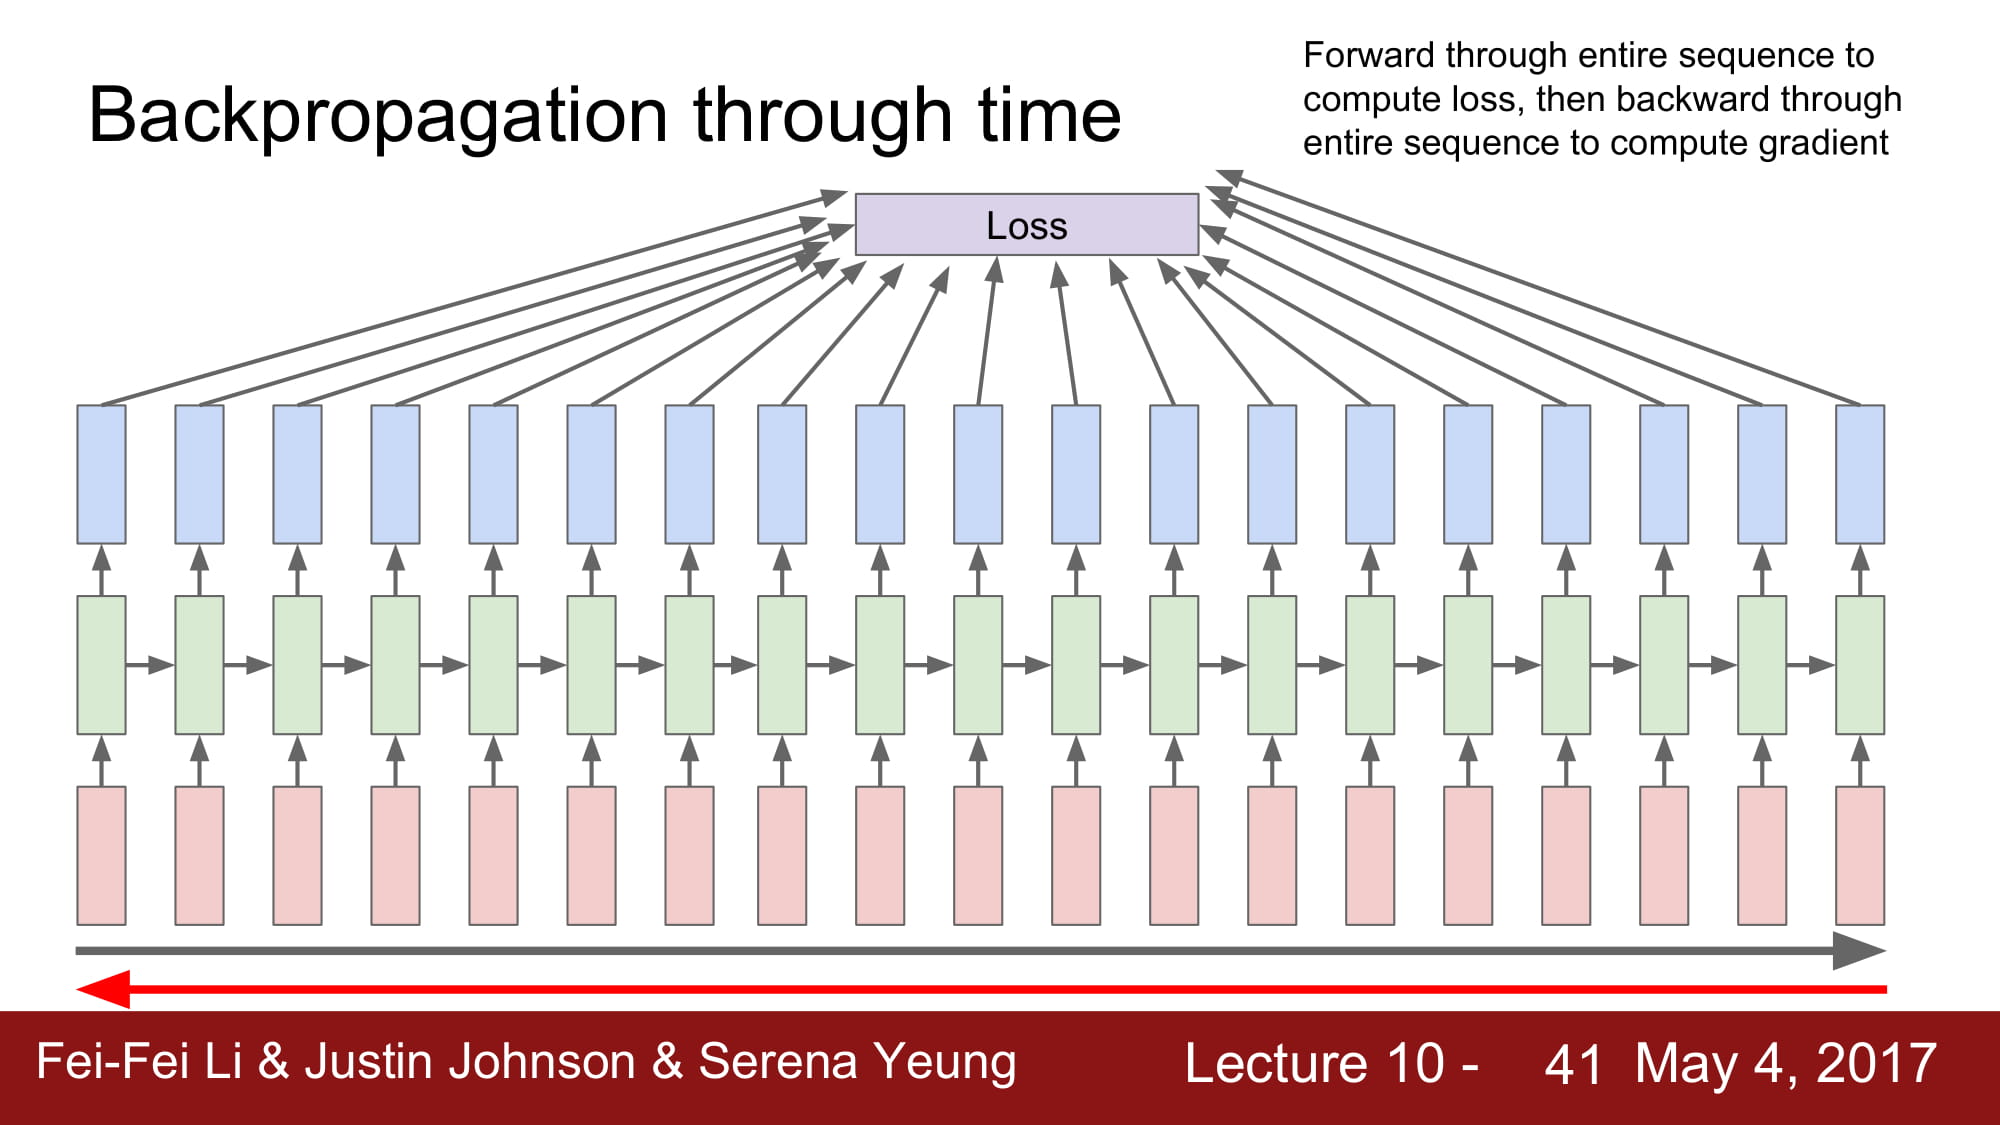 Backpropagation through time
Forward through entire sequence to
compute loss, then backward through
entire sequence to compute gradient
Loss
Fei-Fei Li & Justin Johnson & Serena Yeung
Lecture 10 - 41 May 4, 2017